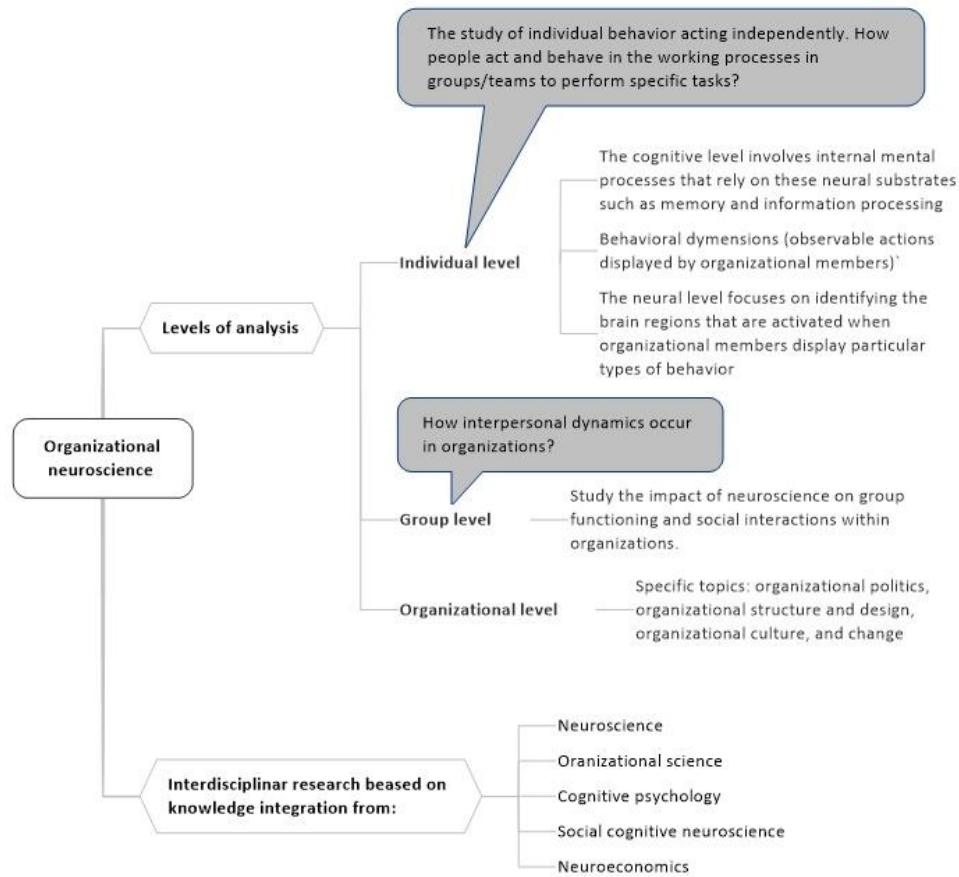 The study of individual behavior acting independently. How
people act and behave in the working processes in
groups/teams to perform specific tasks?
The cognitive level involves internal mental
processes that rely on these neural substrates
such as memory and information processing
Individual level
Behavioral dymensions (observable actions
displayed by organizational members)`
The neural level focuses on identifying the
brain regions that are activated when
organizational members display particular
types of behavior
Levels of analysis
Organizational
neuroscience
How interpersonal dynamics occur
in organizations?
Group level
Study the impact of neuroscience on group
functioning and social interactions within
organizations.
Organizational level
Specific topics: organizational politics,
organizational structure and design,
organizational culture, and change
Interdisciplinar research beased on
knowledge integration from:
Neuroscience
Oranizational science
Cognitive psychology
Social cognitive neuroscience
Neuroeconomics